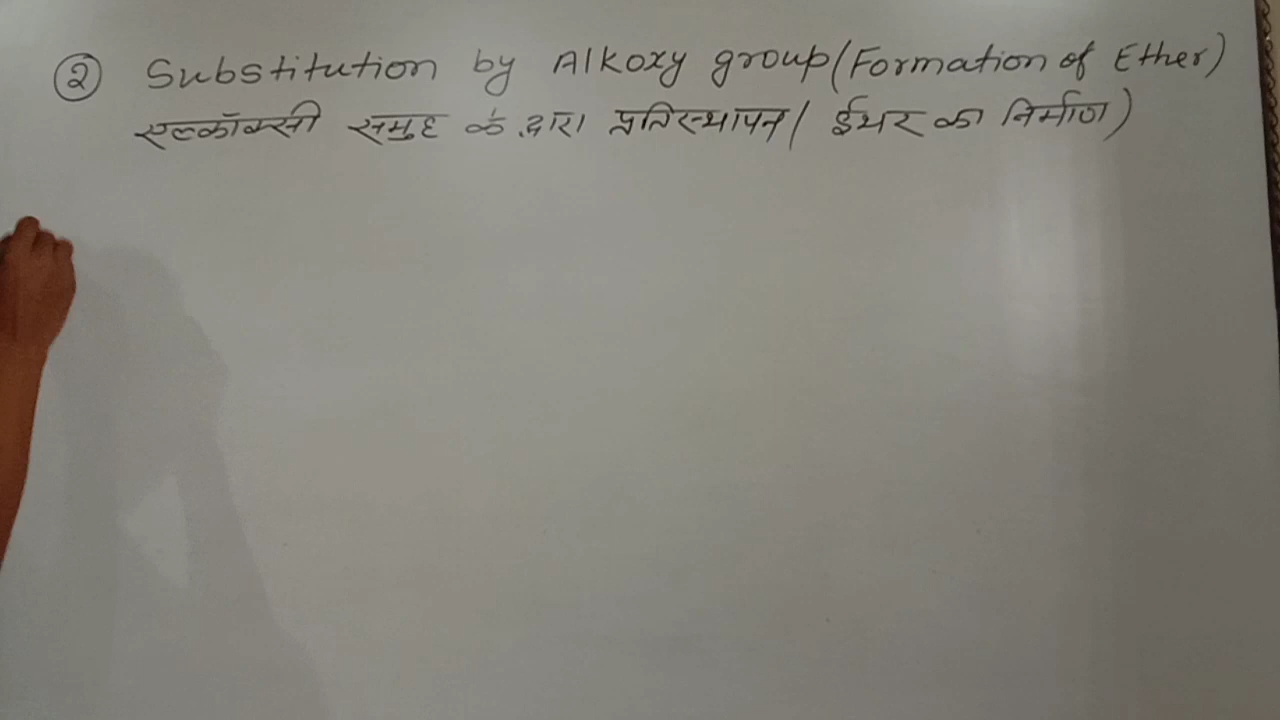 ② Substitution by Alkoxy group (Formation of Ether)
एल्कॉक्सी समुह के द्वारा प्रतिस्थापन / ईथर का निर्माण)